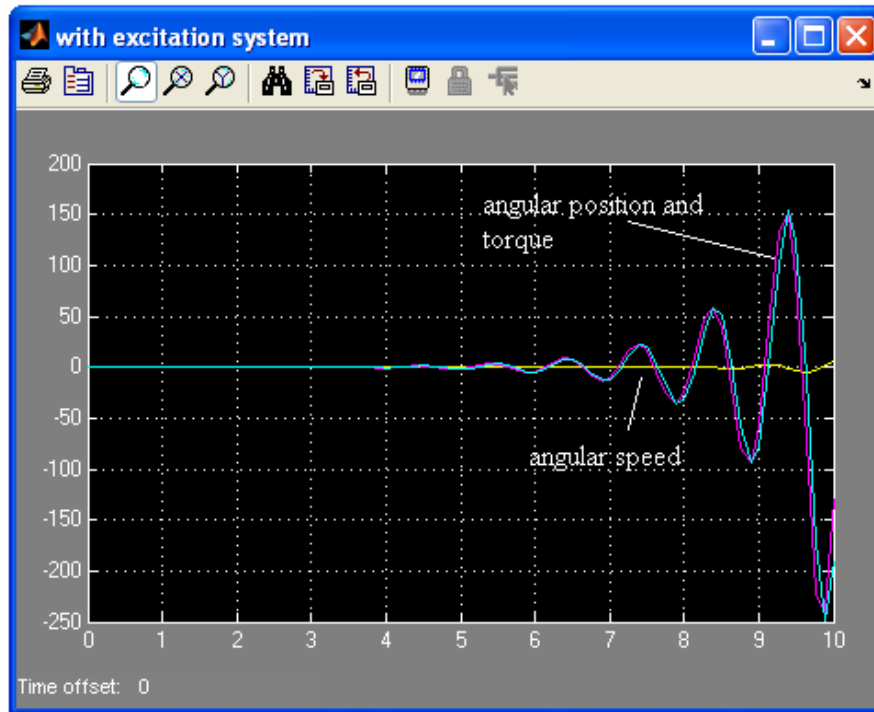 with excitation system
200
150
100
50
0
-50
-100
-150
-200
-250
angular position and
torque
angular speed
0 1 2 3 4 5 6 7 8 9 10
Time offset: 0